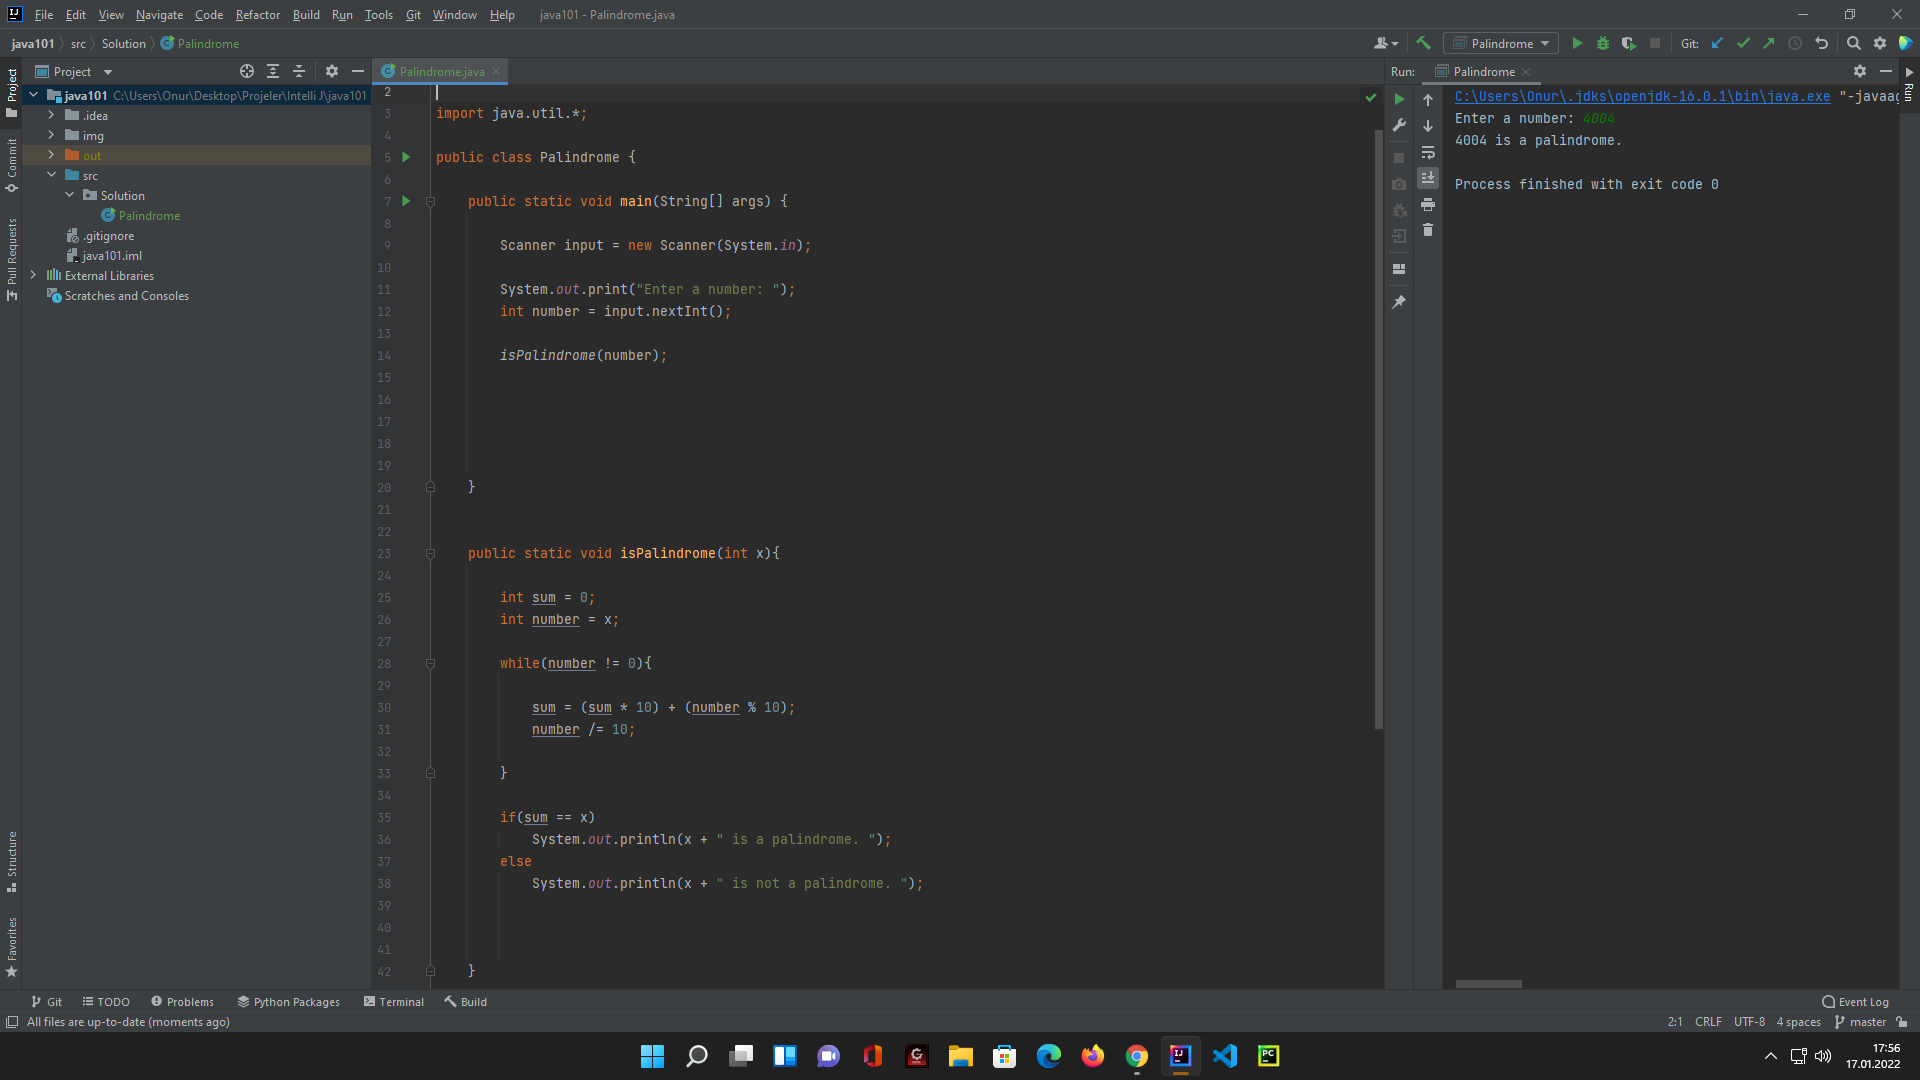 File Edit View Navigate Code Refactor Build Run Tools Git Window Help java101 - Palindrome.java
java101 src Solution Palindrome
Palindrome Git:
Project
Palindrome.java
Run: Palindrome
Project
Commit
Pull Requests
Structure
Favorites
Run
java101 C:\Users\Onur\Desktop\Projeler\Intelli J\java101
.idea
img
out
src
Solution
Palindrome
.gitignore
java101.iml
External Libraries
Scratches and Consoles
2
3 import java.util.*;
4
5 public class Palindrome {
6
7 public static void main(String[] args) {
8
9 Scanner input = new Scanner(System.in);
10
11 System.out.print("Enter a number: ");
12 int number = input.nextInt();
13
14 isPalindrome(number);
15
16
17
18
19
20 }
21
22
23 public static void isPalindrome(int x){
24
25 int sum = 0;
26 int number = x;
27
28 while(number != 0){
29
30 sum = (sum * 10) + (number % 10);
31 number /= 10;
32
33 }
34
35 if(sum == x)
36 System.out.println(x + " is a palindrome. ");
37 else
38 System.out.println(x + " is not a palindrome. ");
39
40
41
42 }
C:\Users\Onur\.jdks\openjdk-16.0.1\bin\java.exe "-javaag
Enter a number: 4004
4004 is a palindrome.
Process finished with exit code 0
Git TODO Problems Python Packages Terminal Build Event Log
All files are up-to-date (moments ago) 2:1 CRLF UTF-8 4 spaces master
17:56
17.01.2022